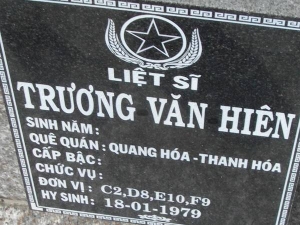 LIỆT SĨ
TRƯƠNG VĂN HIÊN
SINH NĂM :
QUÊ QUÁN : QUANG HÓA - THANH HÓA
CẤP BẬC :
CHỨC VỤ :
ĐƠN VỊ : C2,D8,E10,F9
HY SINH : 18-01-1979